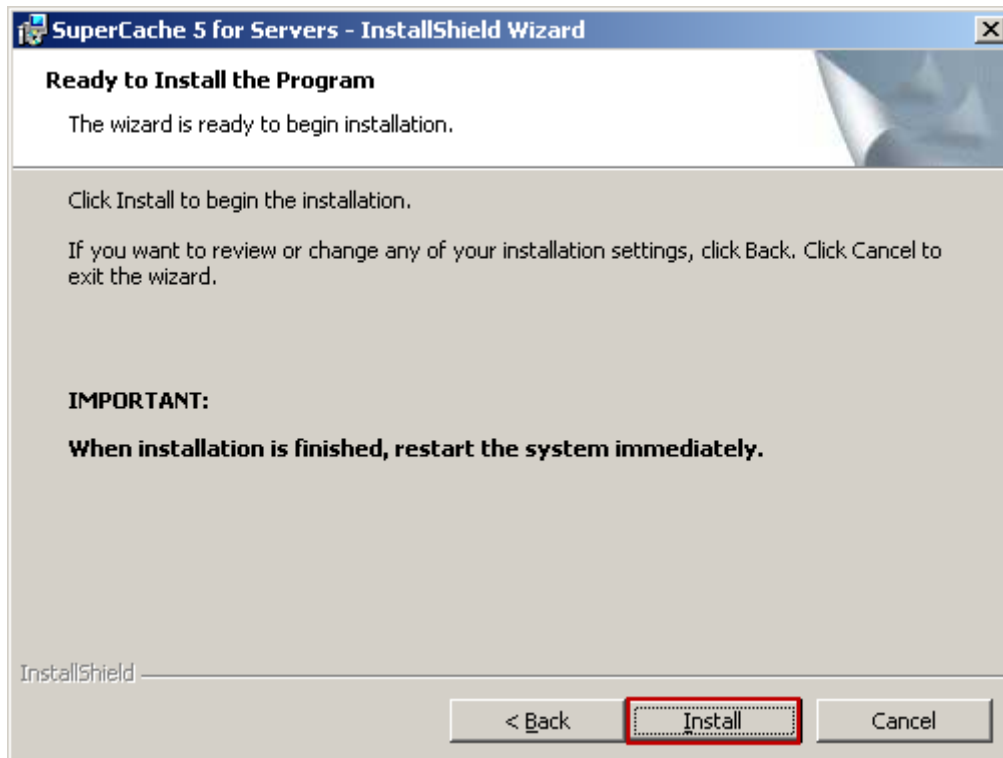 SuperCache 5 for Servers - InstallShield Wizard
Ready to Install the Program
The wizard is ready to begin installation.
Click Install to begin the installation.
If you want to review or change any of your installation settings, click Back. Click Cancel to
exit the wizard.
IMPORTANT:
When installation is finished, restart the system immediately.
InstallShield
< Back
Install
Cancel